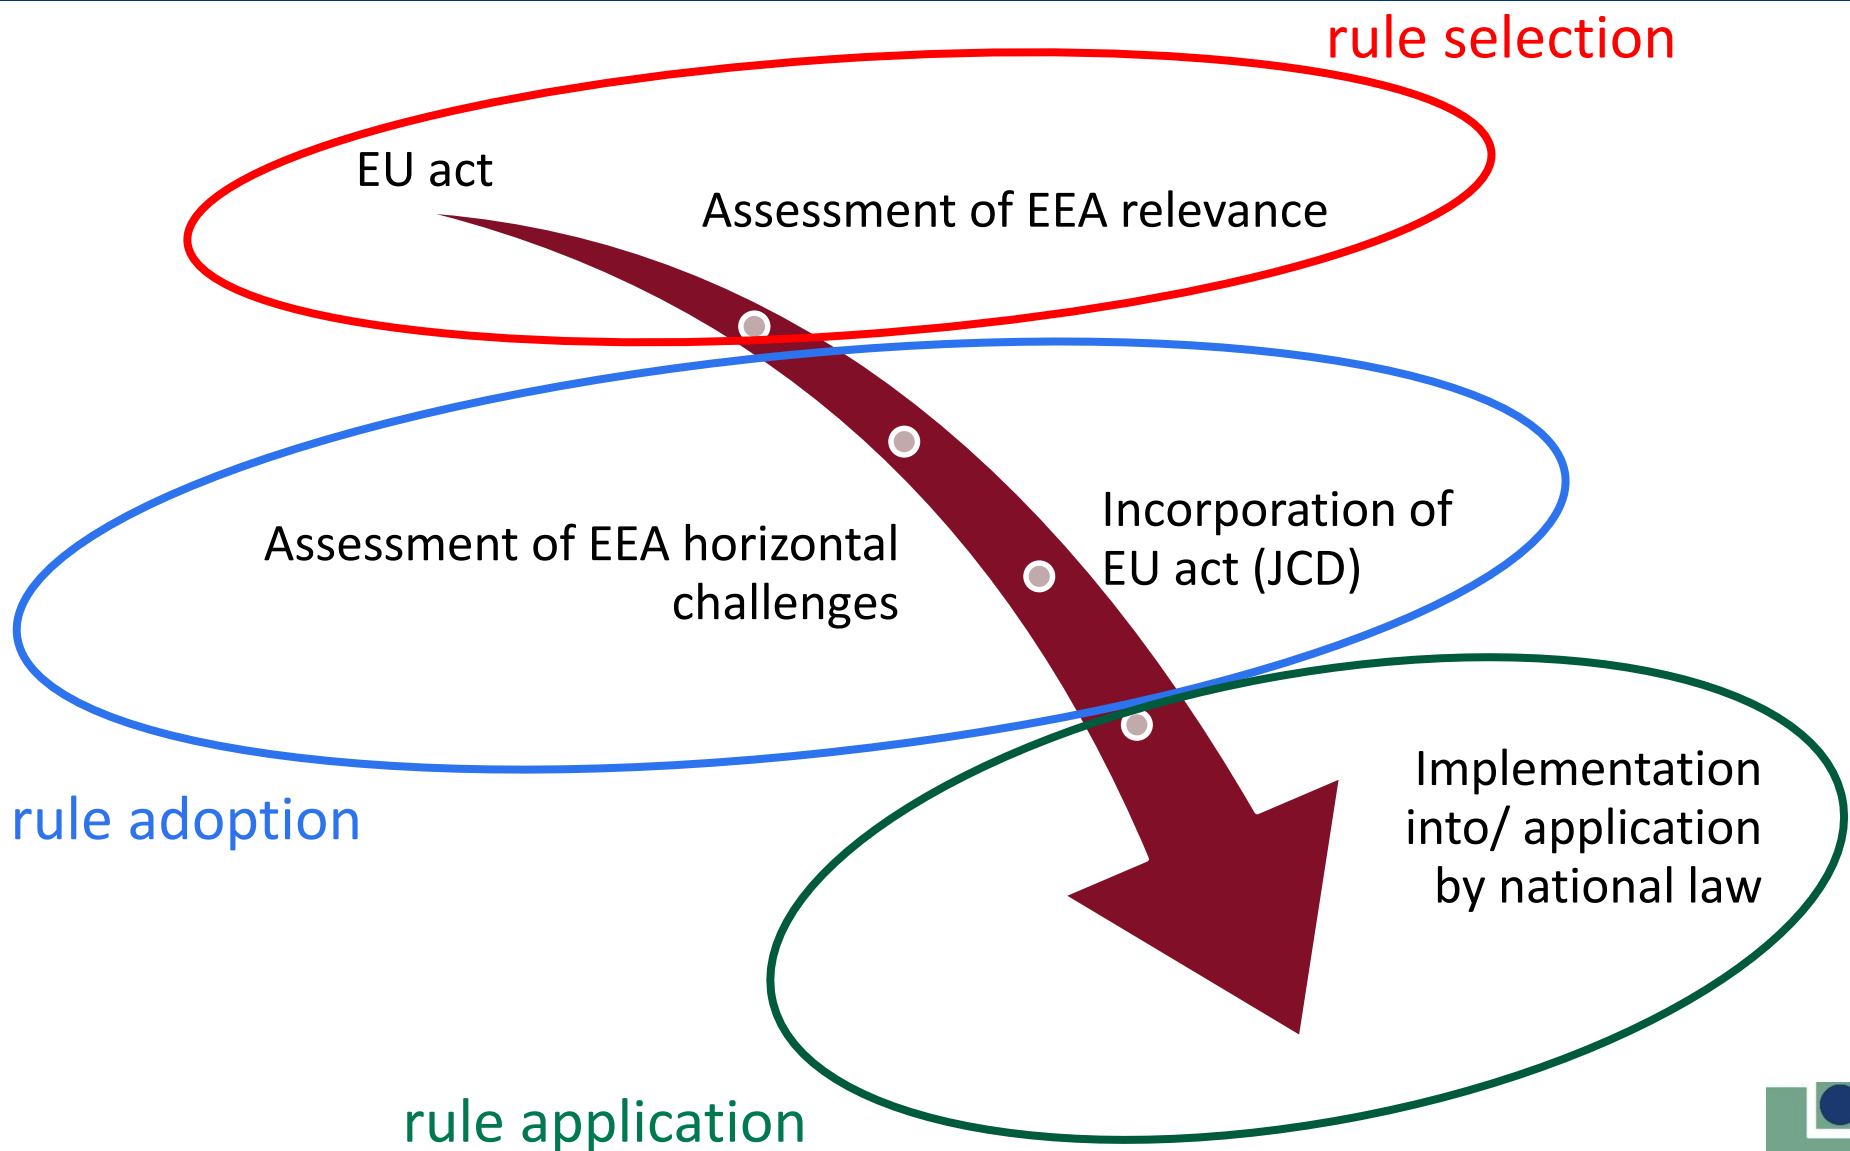 rule selection
EU act
Assessment of EEA relevance
Assessment of EEA horizontal
challenges
Incorporation of
EU act (JCD)
rule adoption
Implementation
into/ application
by national law
rule application